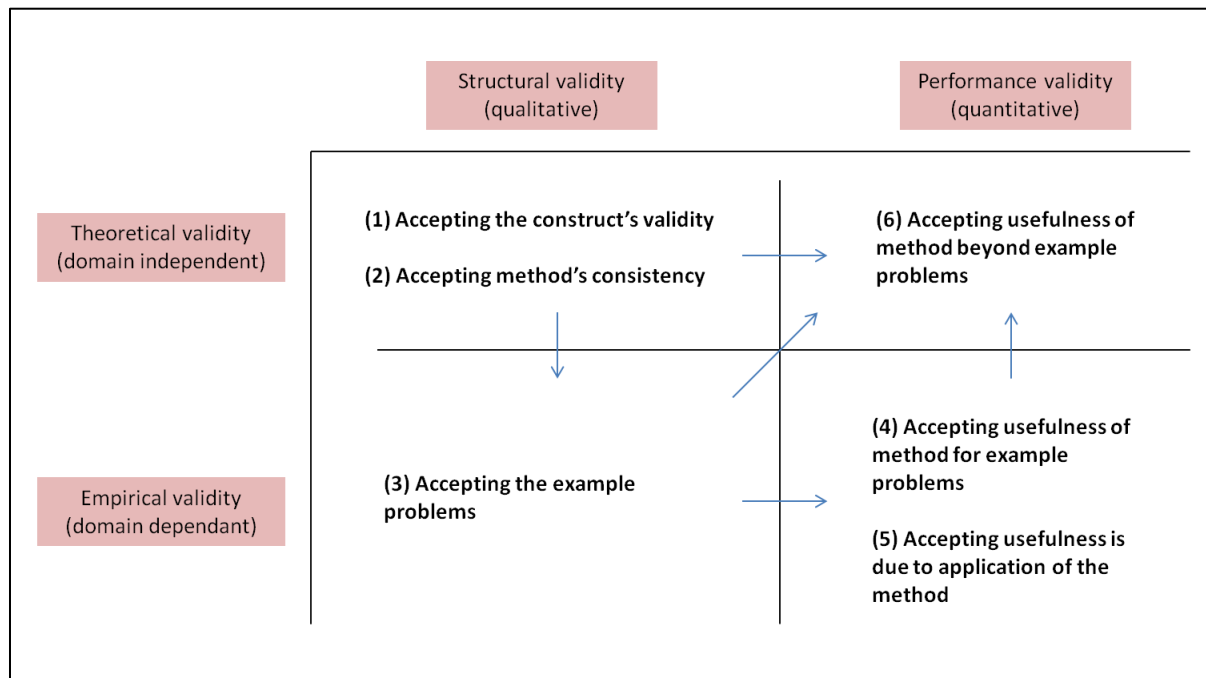 Structural validity
(qualitative)
Performance validity
(quantitative)
Theoretical validity
(domain independent)
(1) Accepting the construct’s validity
(2) Accepting method’s consistency
(6) Accepting usefulness of
method beyond example
problems
Empirical validity
(domain dependant)
(3) Accepting the example
problems
(4) Accepting usefulness of
method for example
problems
(5) Accepting usefulness is
due to application of the
method